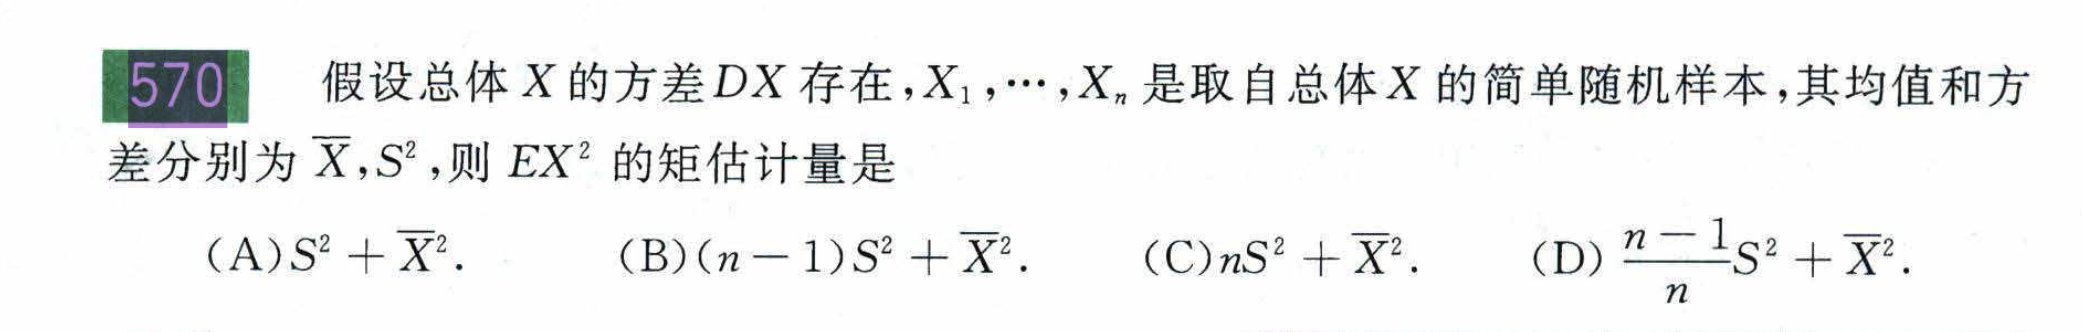 570 假设总体 X 的方差 DX 存在,X₁,⋯,Xₙ 是取自总体 X 的简单随机样本,其均值和方
差分别为 X̅,S²,则 EX² 的矩估计量是
(A)S² + X̅². (B)(n − 1)S² + X̅². (C)nS² + X̅². (D) \frac{n − 1}{n}S² + X̅².